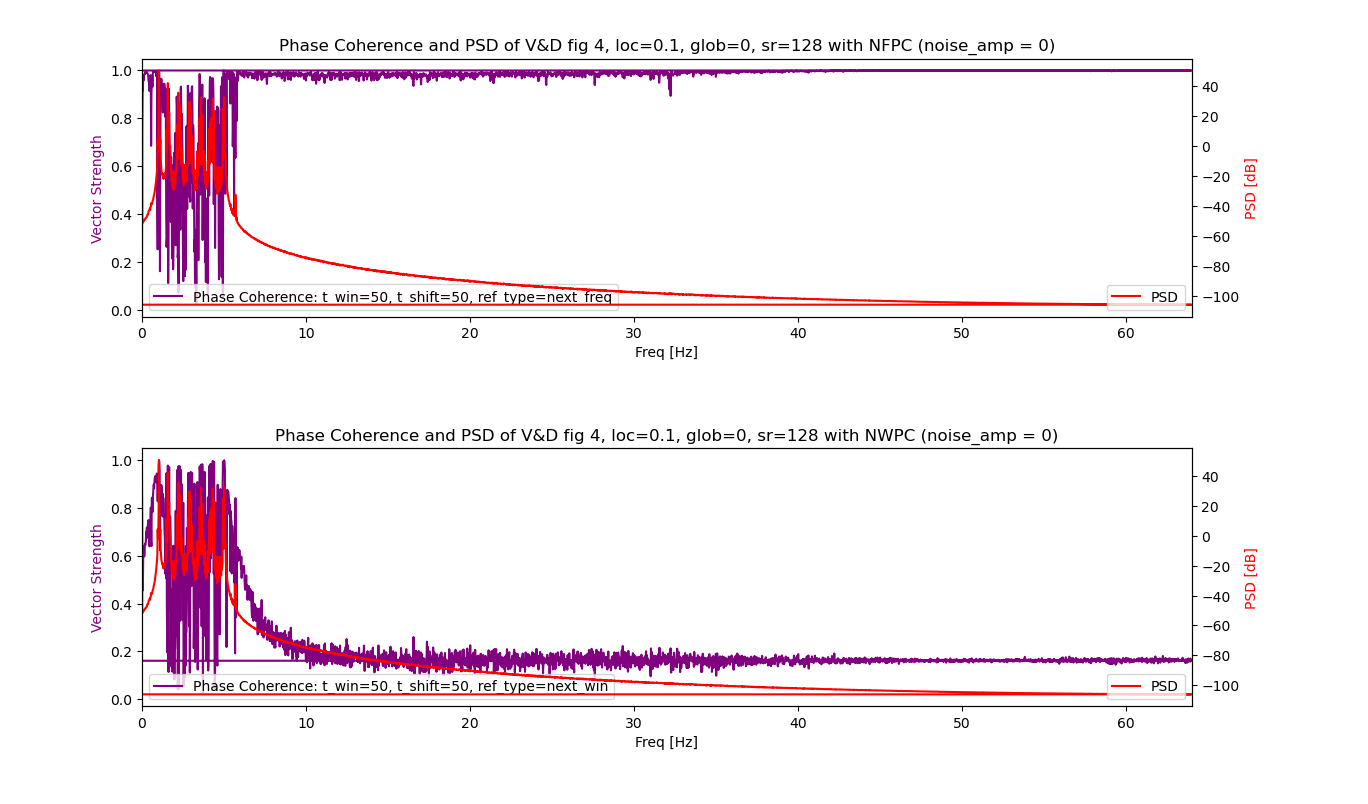 Phase Coherence and PSD of V&D fig 4, loc=0.1, glob=0, sr=128 with NFPC (noise_amp = 0)
1.0
0.8
0.6
0.4
0.2
0.0
Vector Strength
40
20
0
−20
−40
−60
−80
−100
PSD [dB]
Phase Coherence: t_win=50, t_shift=50, ref_type=next_freq
PSD
0 10 20 30 40 50 60
Freq [Hz]
Phase Coherence and PSD of V&D fig 4, loc=0.1, glob=0, sr=128 with NWPC (noise_amp = 0)
1.0
0.8
0.6
0.4
0.2
0.0
Vector Strength
40
20
0
−20
−40
−60
−80
−100
PSD [dB]
Phase Coherence: t_win=50, t_shift=50, ref_type=next_win
PSD
0 10 20 30 40 50 60
Freq [Hz]